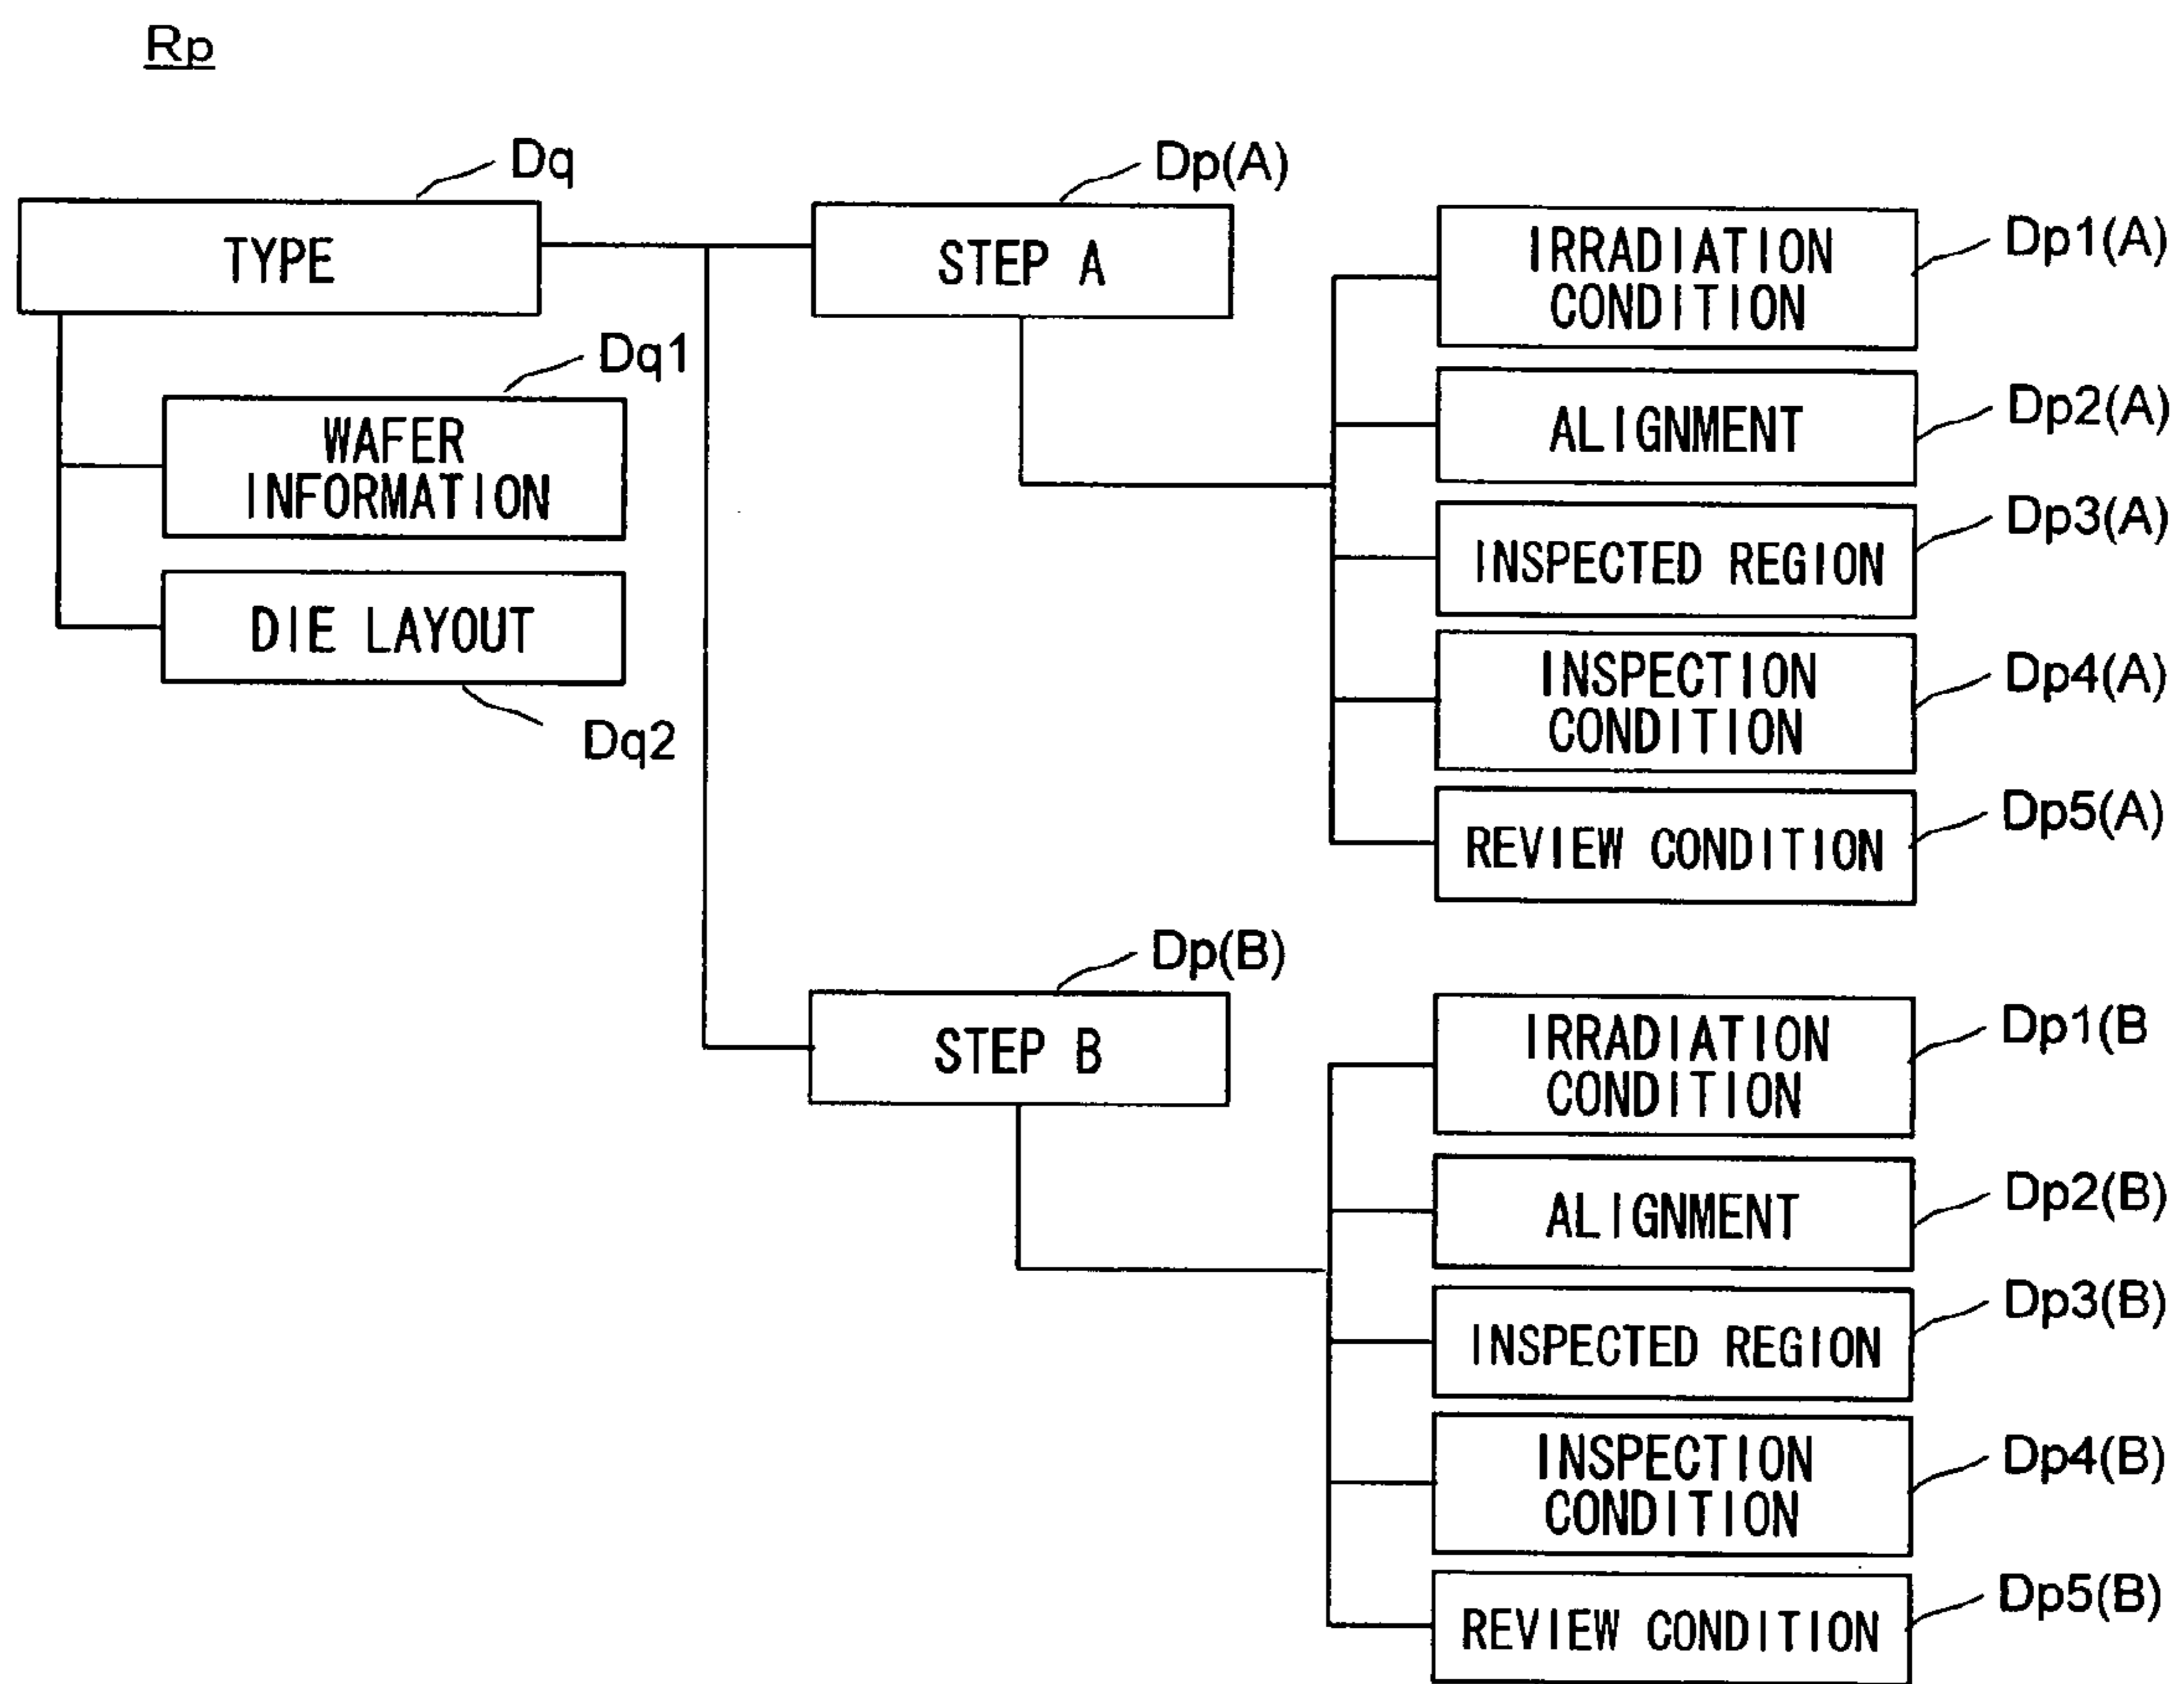 Rp
Dq
TYPE
Dq1
WAFER
INFORMATION
DIE LAYOUT
Dq2
Dp(A)
STEP A
IRRADIATION
CONDITION
Dp1(A)
ALIGNMENT
Dp2(A)
INSPECTED REGION
Dp3(A)
INSPECTION
CONDITION
Dp4(A)
REVIEW CONDITION
Dp5(A)
Dp(B)
STEP B
IRRADIATION
CONDITION
Dp1(B
ALIGNMENT
Dp2(B)
INSPECTED REGION
Dp3(B)
INSPECTION
CONDITION
Dp4(B)
REVIEW CONDITION
Dp5(B)